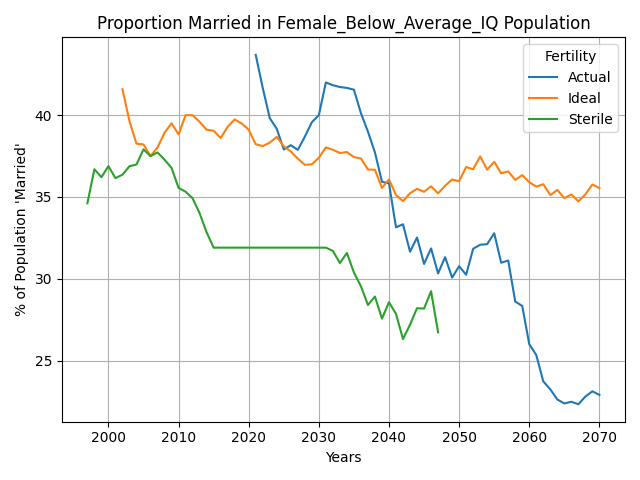 Proportion Married in Female_Below_Average_IQ Population
% of Population 'Married'
40
35
30
25
Fertility
Actual
Ideal
Sterile
2000 2010 2020 2030 2040 2050 2060 2070
Years